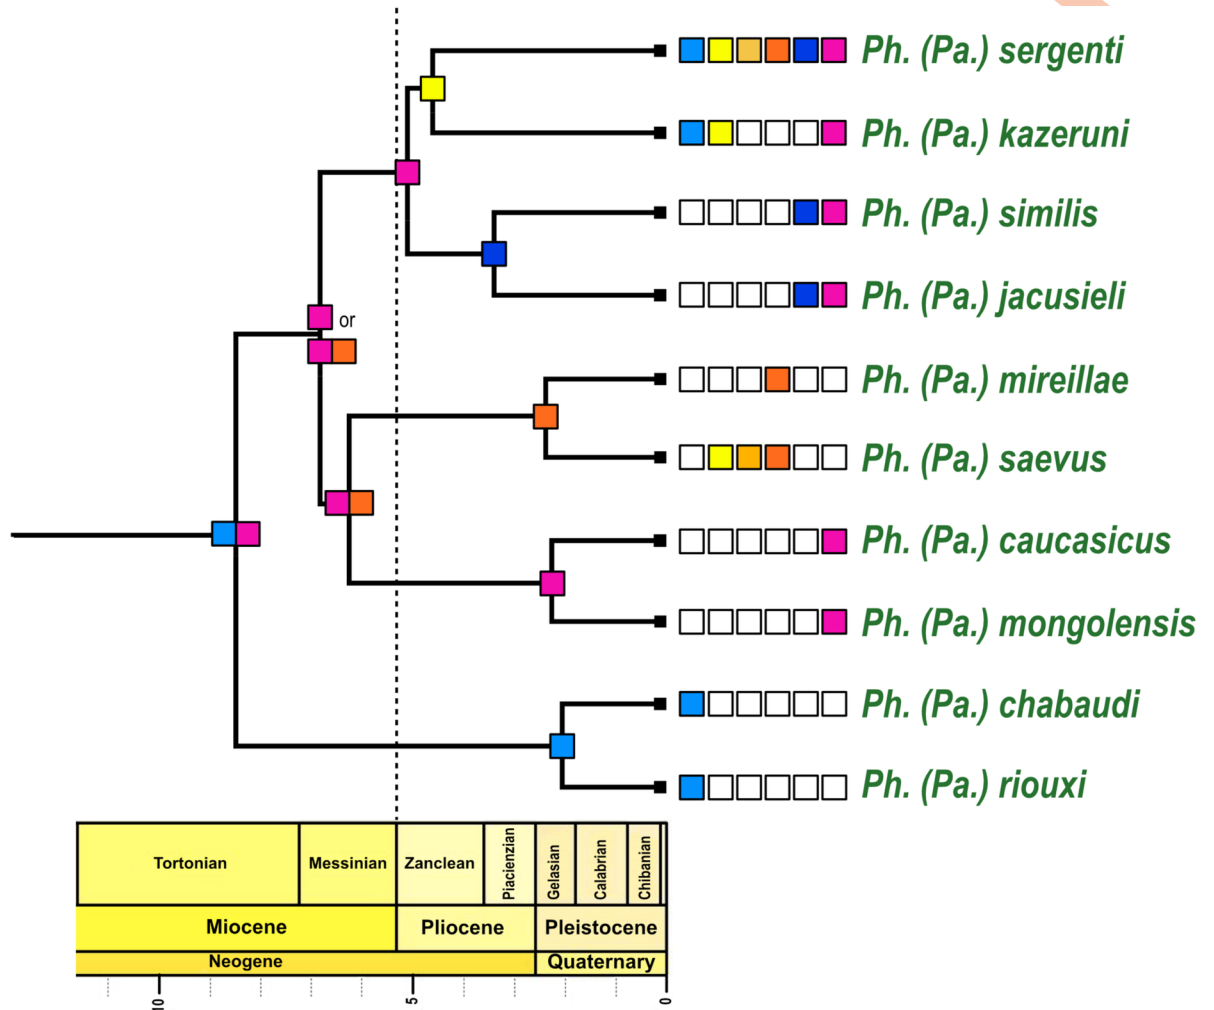 Ph. (Pa.) sergenti
Ph. (Pa.) kazeruni
Ph. (Pa.) similis
Ph. (Pa.) jacusieli
or
Ph. (Pa.) mireillae
Ph. (Pa.) saevus
Ph. (Pa.) caucasicus
Ph. (Pa.) mongolensis
Ph. (Pa.) chabaudi
Ph. (Pa.) riouxi
Tortonian Messinian Zanclean Piacienzian Gelasian Calabrian Chibanian
Miocene Pliocene Pleistocene
Neogene Quaternary
10 5 0